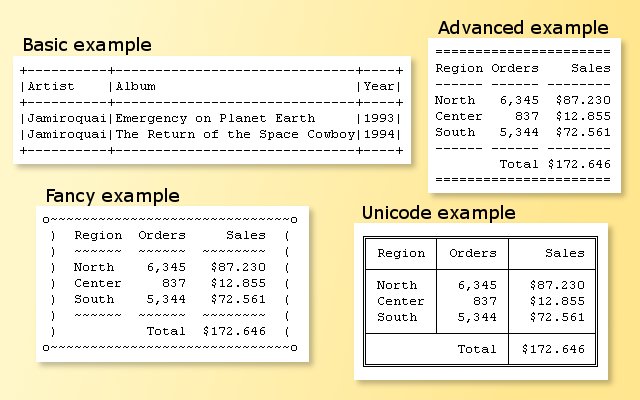 Basic example
+----------+------------------------------+----+
|Artist    |Album                         |Year|
+----------+------------------------------+----+
|Jamiroquai|Emergency on Planet Earth     |1993|
|Jamiroquai|The Return of the Space Cowboy|1994|
+----------+------------------------------+----+
Advanced example
======================
Region Orders    Sales
------ ------ --------
North   6,345  $87.230
Center    837  $12.855
South   5,344  $72.561
------ ------ --------
        Total $172.646
======================
Fancy example
o~~~~~~~~~~~~~~~~~~~~~~~~~~~~~~o
 )  Region  Orders     Sales  (
 )  ~~~~~~  ~~~~~~  ~~~~~~~~  (
 )  North    6,345   $87.230  (
 )  Center     837   $12.855  (
 )  South    5,344   $72.561  (
 )  ~~~~~~  ~~~~~~  ~~~~~~~~  (
 )           Total  $172.646  (
o~~~~~~~~~~~~~~~~~~~~~~~~~~~~~~o
Unicode example
╔════════╤════════╤══════════╗
║ Region │ Orders │    Sales ║
╟────────┼────────┼──────────╢
║ North  │  6,345 │  $87.230 ║
║ Center │    837 │  $12.855 ║
║ South  │  5,344 │  $72.561 ║
╟────────┴────────┼──────────╢
║           Total │ $172.646 ║
╚═════════════════╧══════════╝